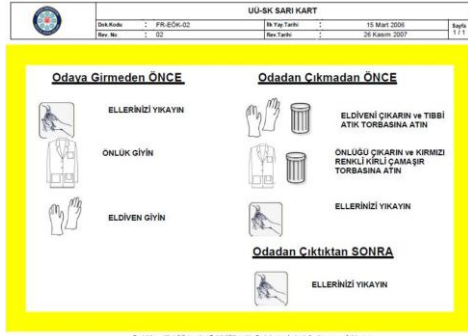 UÜ-SK SARI KART
Dok.Kodu : FR-EÖK-02 İlk Yay.Tarihi : 15 Mart 2006 Sayfa
Rev. No : 02 Rev.Tarihi : 26 Kasım 2007 1 / 1
Odaya Girmeden ÖNCE
ELLERİNİZİ YIKAYIN
ÖNLÜK GİYİN
ELDİVEN GİYİN
Odadan Çıkmadan ÖNCE
ELDİVENİ ÇIKARIN ve TIBBİ
ATIK TORBASINA ATIN
ÖNLÜĞÜ ÇIKARIN ve KIRMIZI
RENKLİ KİRLİ ÇAMAŞIR
TORBASINA ATIN
ELLERİNİZİ YIKAYIN
Odadan Çıktıktan SONRA
ELLERİNİZİ YIKAYIN